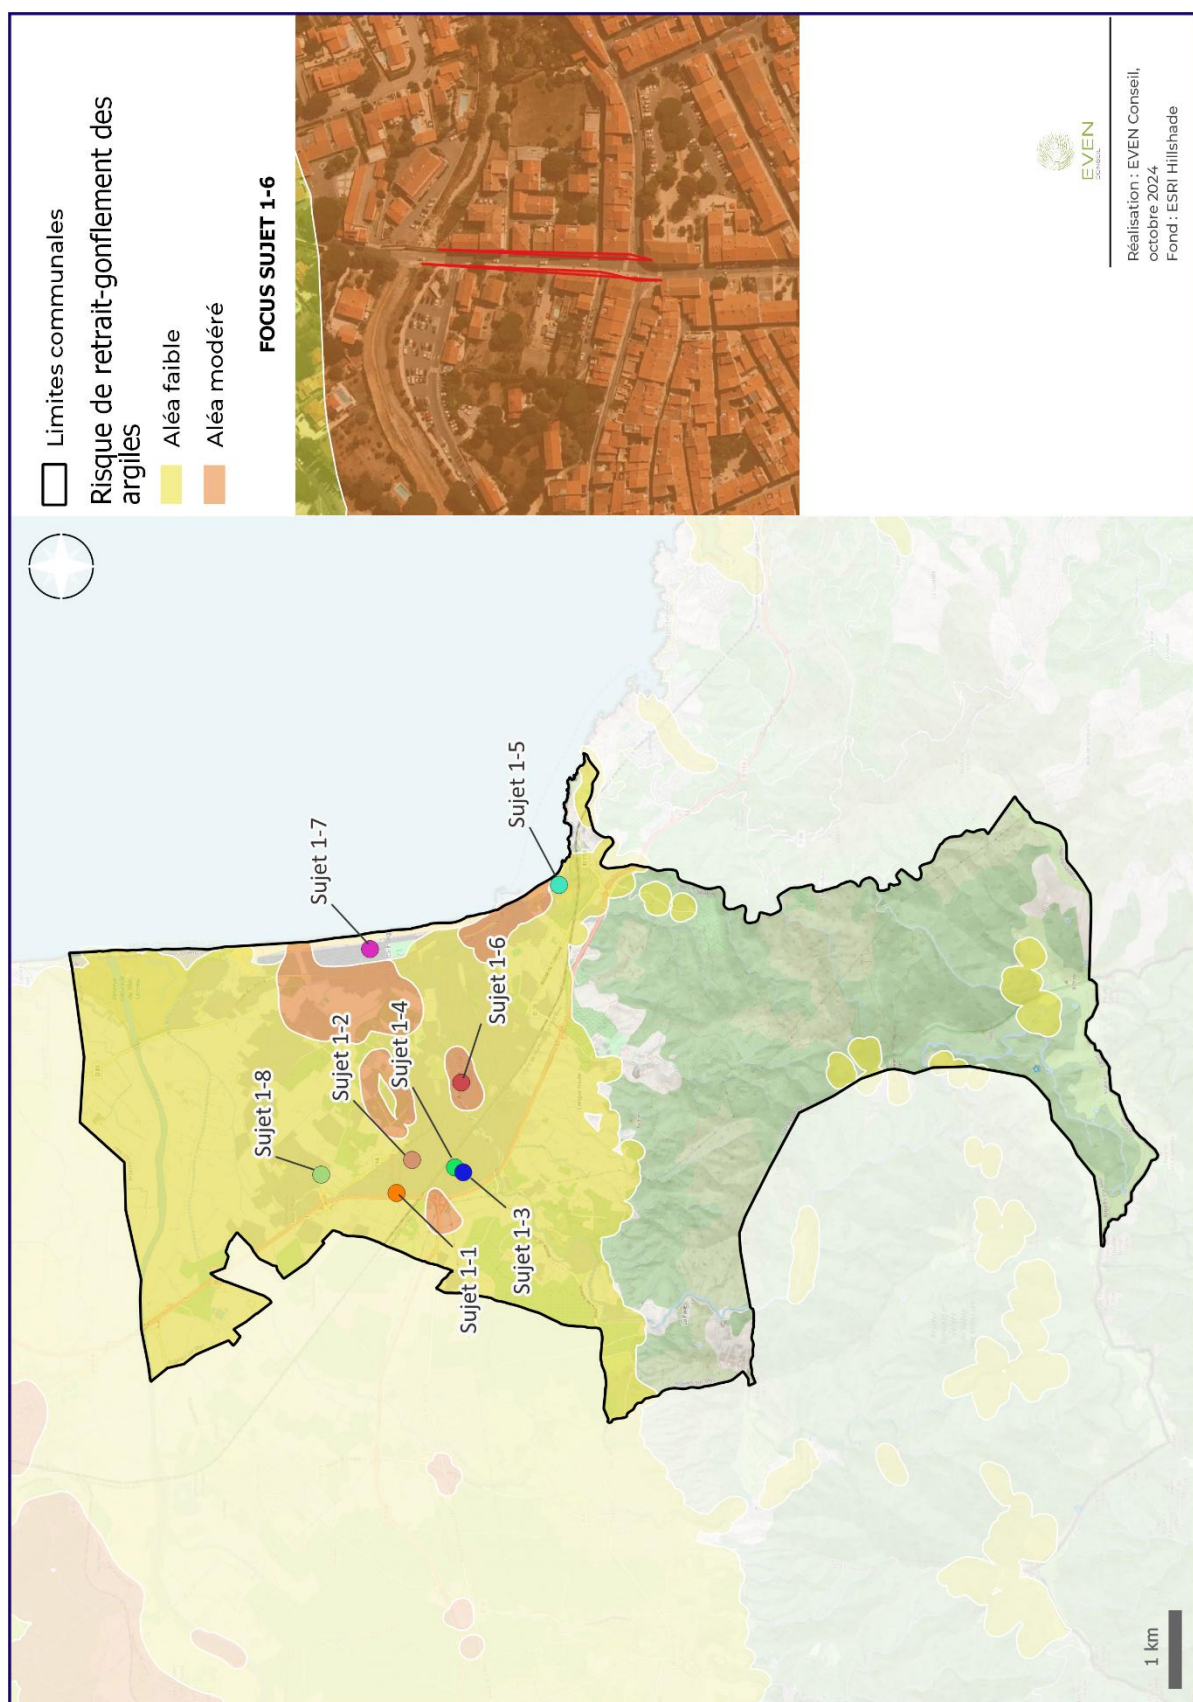 Limites communales
Risque de retrait-gonflement des
argiles
Aléa faible
Aléa modéré
FOCUS SUJET 1-6
Sujet 1-7
Sujet 1-5
Sujet 1-8
Sujet 1-2
Sujet 1-4
Sujet 1-6
Sujet 1-1
Sujet 1-3
1 km
EVEN
CONSEIL
Réalisation : EVEN Conseil,
octobre 2024
Fond : ESRI Hillshade